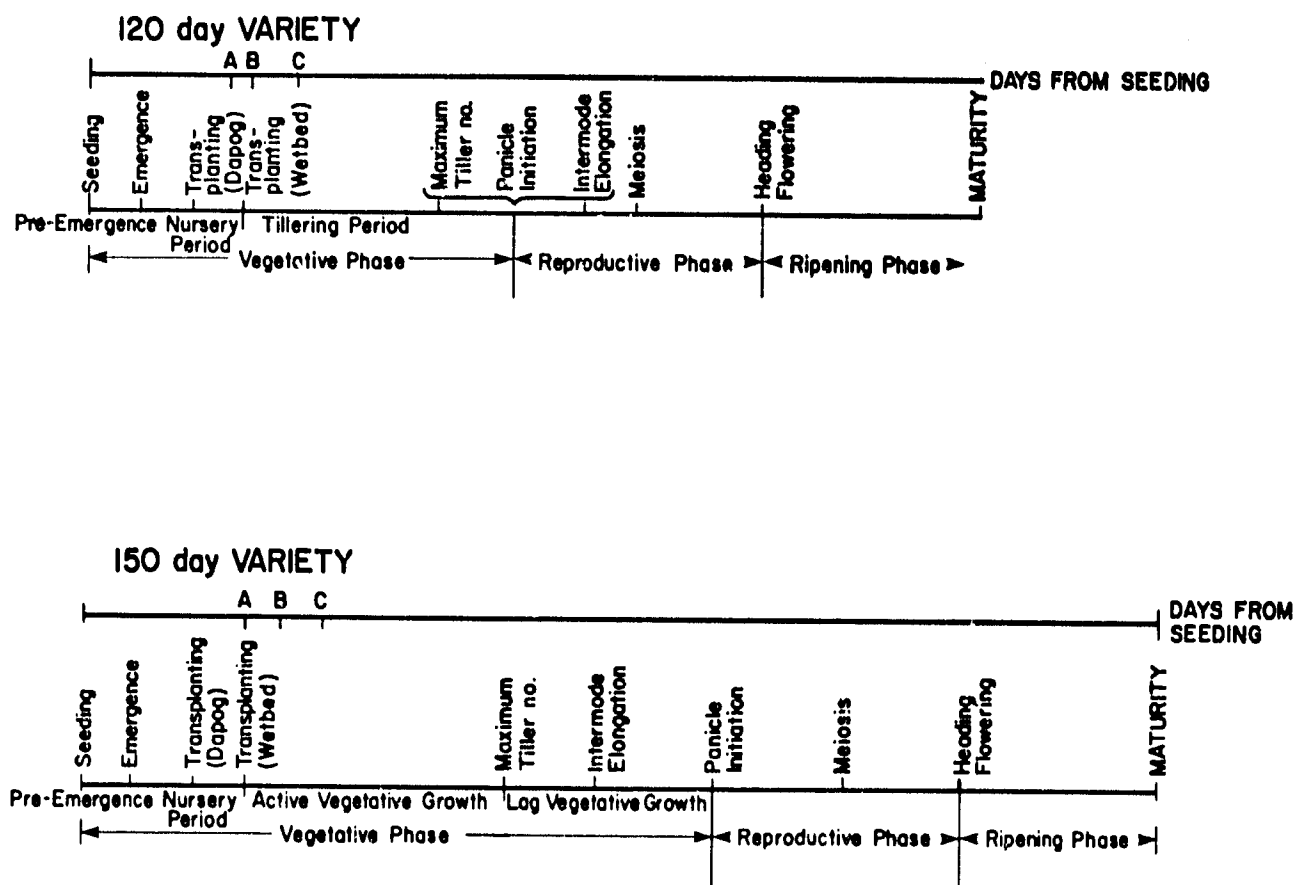 120 day VARIETY
A B C
DAYS FROM SEEDING
Seeding
Emergence
Trans-
planting
(Dapog)
Trans-
planting
(Wetbed)
Maximum
Tiller no.
Panicle
Initiation
Intermode
Elongation
Meiosis
Heading
Flowering
MATURITY
Pre-Emergence Nursery Tillering Period
Period
Vegetative Phase Reproductive Phase Ripening Phase
150 day VARIETY
A B C
DAYS FROM
SEEDING
Seeding
Emergence
Transplanting
(Dapog)
Transplanting
(Wetbed)
Maximum
Tiller no.
Intermode
Elongation
Panicle
Initiation
Meiosis
Heading
Flowering
MATURITY
Pre-Emergence Nursery Active Vegetative Growth Lag Vegetative Growth
Period
Vegetative Phase Reproductive Phase Ripening Phase